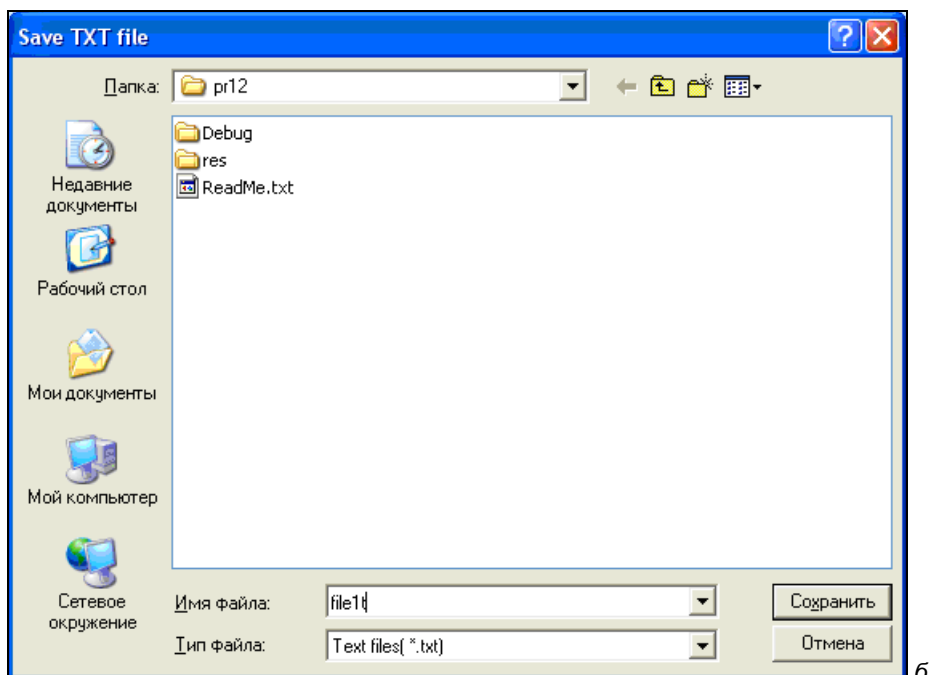 Save TXT file
Папка: pr12
Debug
res
ReadMe.txt
Недавние
документы
Рабочий стол
Мои документы
Мой компьютер
Сетевое
окружение
Имя файла: file1t Сохранить
Тип файла: Text files( *.txt) Отмена
б